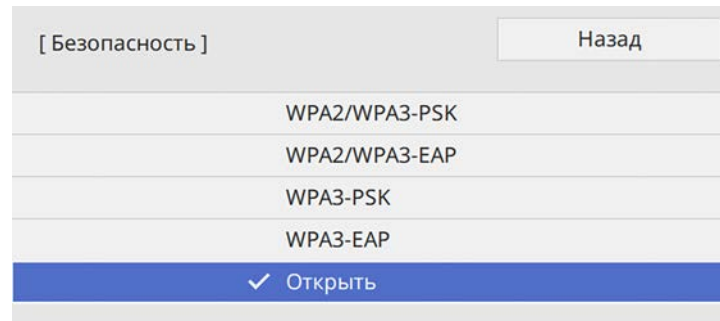 [ Безопасность ]
Назад
WPA2/WPA3-PSK
WPA2/WPA3-EAP
WPA3-PSK
WPA3-EAP
Открыть